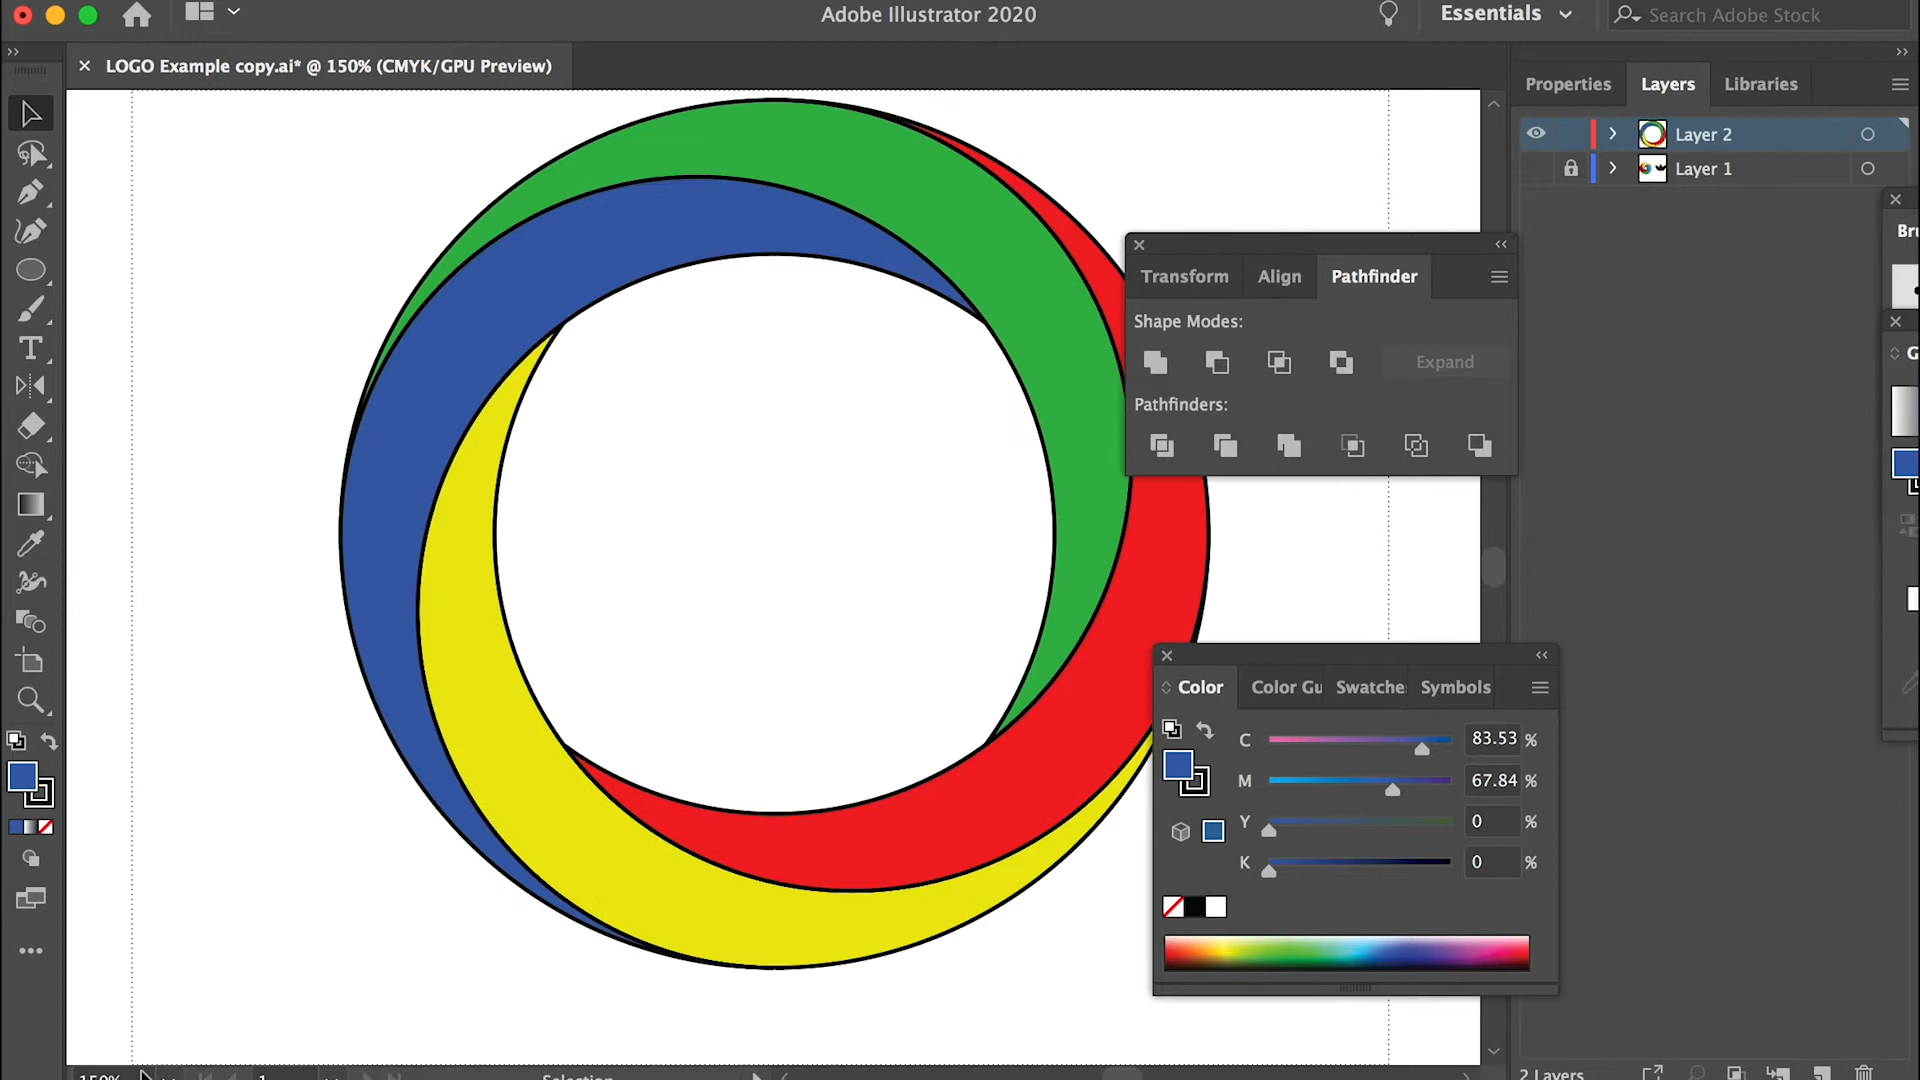 Adobe Illustrator 2020
Essentials
Search Adobe Stock
× LOGO Example copy.ai* @ 150% (CMYK/GPU Preview)
Properties Layers Libraries
Layer 2
Layer 1
Transform Align Pathfinder
Shape Modes:
Expand
Pathfinders:
Color Color Gu Swatche Symbols
C 83.53 %
M 67.84 %
Y 0 %
K 0 %
150% 1 Selection
2 Layers